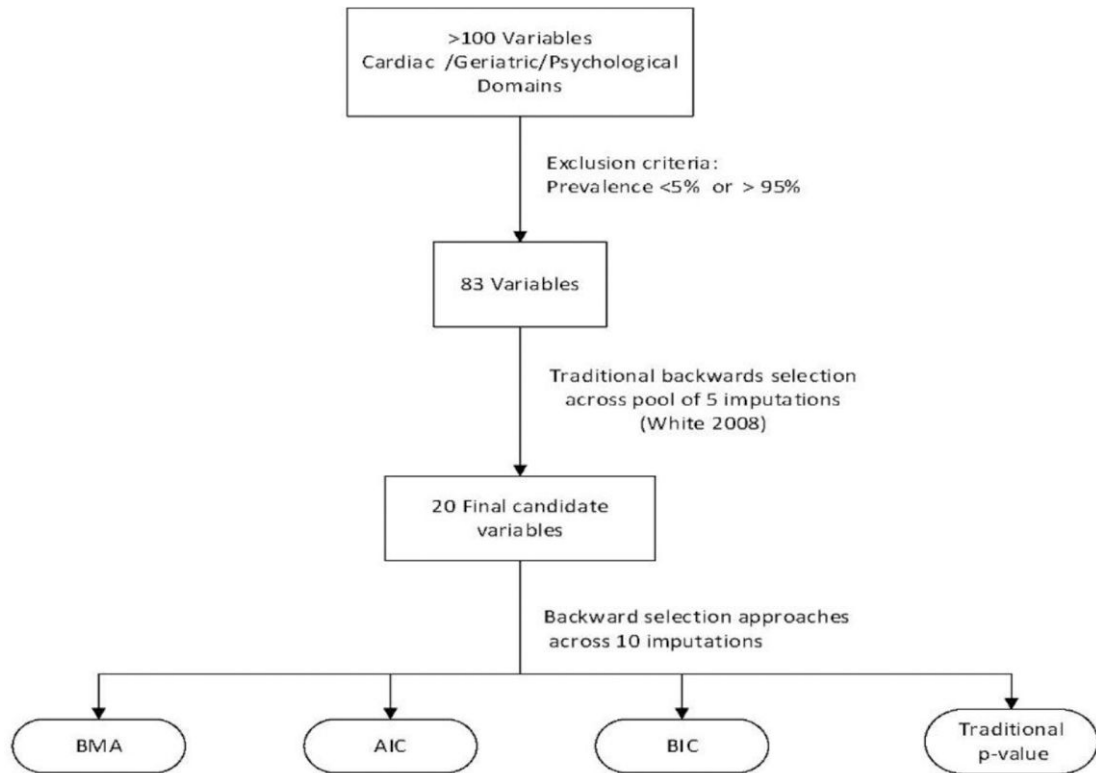 >100 Variables
Cardiac /Geriatric/Psychological
Domains
Exclusion criteria:
Prevalence <5% or > 95%
83 Variables
Traditional backwards selection
across pool of 5 imputations
(White 2008)
20 Final candidate
variables
Backward selection approaches
across 10 imputations
BMA
AIC
BIC
Traditional
p-value